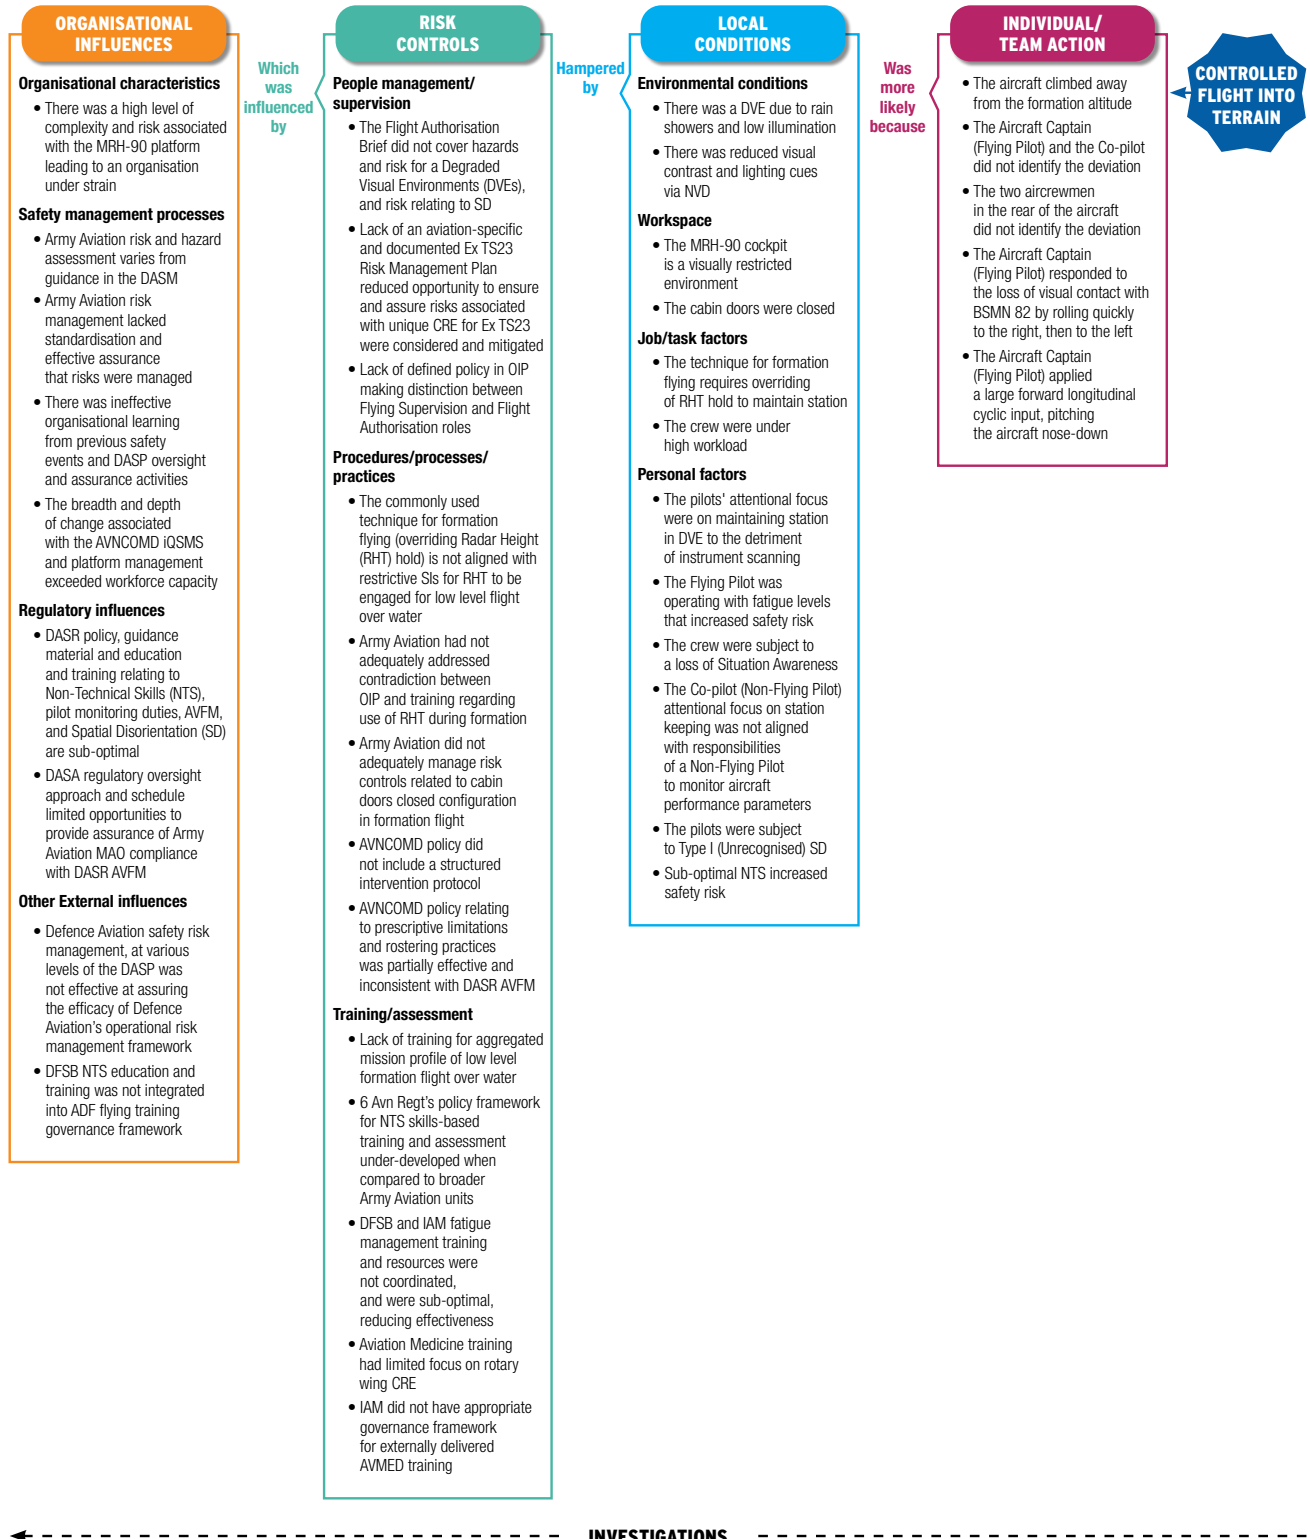 ORGANISATIONAL
INFLUENCES
Organisational characteristics
• There was a high level of
complexity and risk associated
with the MRH-90 platform
leading to an organisation
under strain
Safety management processes
• Army Aviation risk and hazard
assessment varies from
guidance in the DASM
• Army Aviation risk
management lacked
standardisation and
effective assurance
that risks were managed
• There was ineffective
organisational learning
from previous safety
events and DASP oversight
and assurance activities
• The breadth and depth
of change associated
with the AVNCOMD iQSMS
and platform management
exceeded workforce capacity
Regulatory influences
• DASR policy, guidance
material and education
and training relating to
Non-Technical Skills (NTS),
pilot monitoring duties, AVFM,
and Spatial Disorientation (SD)
are sub-optimal
• DASA regulatory oversight
approach and schedule
limited opportunities to
provide assurance of Army
Aviation MAO compliance
with DASR AVFM
Other External influences
• Defence Aviation safety risk
management, at various
levels of the DASP was
not effective at assuring
the efficacy of Defence
Aviation's operational risk
management framework
• DFSB NTS education and
training was not integrated
into ADF flying training
governance framework
Which
was
influenced
by
RISK
CONTROLS
People management/
supervision
• The Flight Authorisation
Brief did not cover hazards
and risk for a Degraded
Visual Environments (DVEs),
and risk relating to SD
• Lack of an aviation-specific
and documented Ex TS23
Risk Management Plan
reduced opportunity to ensure
and assure risks associated
with unique CRE for Ex TS23
were considered and mitigated
• Lack of defined policy in OIP
making distinction between
Flying Supervision and Flight
Authorisation roles
Procedures/processes/
practices
• The commonly used
technique for formation
flying (overriding Radar Height
(RHT) hold) is not aligned with
restrictive SIs for RHT to be
engaged for low level flight
over water
• Army Aviation had not
adequately addressed
contradiction between
OIP and training regarding
use of RHT during formation
• Army Aviation did not
adequately manage risk
controls related to cabin
doors closed configuration
in formation flight
• AVNCOMD policy did
not include a structured
intervention protocol
• AVNCOMD policy relating
to prescriptive limitations
and rostering practices
was partially effective and
inconsistent with DASR AVFM
Training/assessment
• Lack of training for aggregated
mission profile of low level
formation flight over water
• 6 Avn Regt's policy framework
for NTS skills-based
training and assessment
under-developed when
compared to broader
Army Aviation units
• DFSB and IAM fatigue
management training
and resources were
not coordinated,
and were sub-optimal,
reducing effectiveness
• Aviation Medicine training
had limited focus on rotary
wing CRE
• IAM did not have appropriate
governance framework
for externally delivered
AVMED training
Hampered
by
LOCAL
CONDITIONS
Environmental conditions
• There was a DVE due to rain
showers and low illumination
• There was reduced visual
contrast and lighting cues
via NVD
Workspace
• The MRH-90 cockpit
is a visually restricted
environment
• The cabin doors were closed
Job/task factors
• The technique for formation
flying requires overriding
of RHT hold to maintain station
• The crew were under
high workload
Personal factors
• The pilots' attentional focus
were on maintaining station
in DVE to the detriment
of instrument scanning
• The Flying Pilot was
operating with fatigue levels
that increased safety risk
• The crew were subject to
a loss of Situation Awareness
• The Co-pilot (Non-Flying Pilot)
attentional focus on station
keeping was not aligned
with responsibilities
of a Non-Flying Pilot
to monitor aircraft
performance parameters
• The pilots were subject
to Type I (Unrecognised) SD
• Sub-optimal NTS increased
safety risk
Was
more
likely
because
INDIVIDUAL/
TEAM ACTION
• The aircraft climbed away
from the formation altitude
• The Aircraft Captain
(Flying Pilot) and the Co-pilot
did not identify the deviation
• The two aircrewmen
in the rear of the aircraft
did not identify the deviation
• The Aircraft Captain
(Flying Pilot) responded to
the loss of visual contact with
BSMN 82 by rolling quickly
to the right, then to the left
• The Aircraft Captain
(Flying Pilot) applied
a large forward longitudinal
cyclic input, pitching
the aircraft nose-down
CONTROLLED
FLIGHT INTO
TERRAIN
INVESTIGATIONS